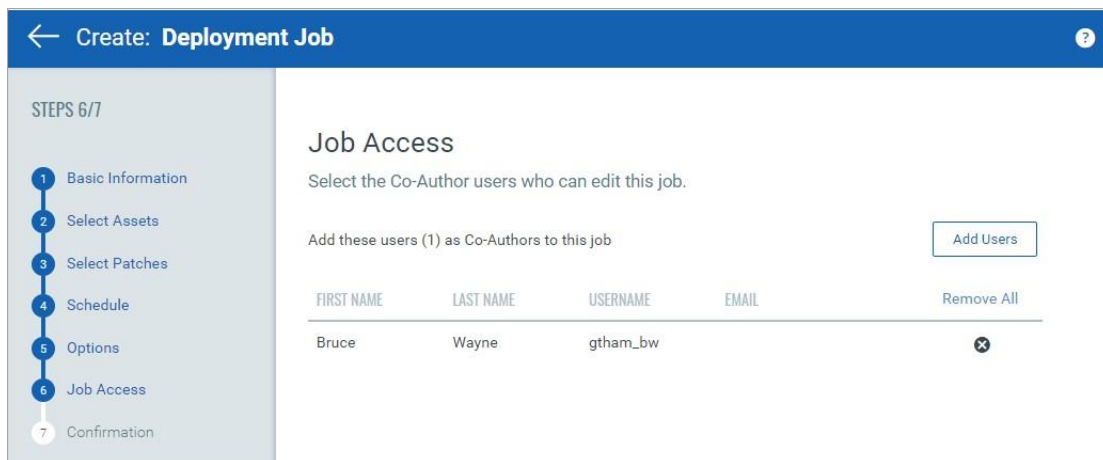 Create: Deployment Job
?
STEPS 6/7
1 Basic Information
2 Select Assets
3 Select Patches
4 Schedule
5 Options
6 Job Access
7 Confirmation
Job Access
Select the Co-Author users who can edit this job.
Add these users (1) as Co-Authors to this job
Add Users
FIRST NAME LAST NAME USERNAME EMAIL Remove All
Bruce Wayne gtham_bw